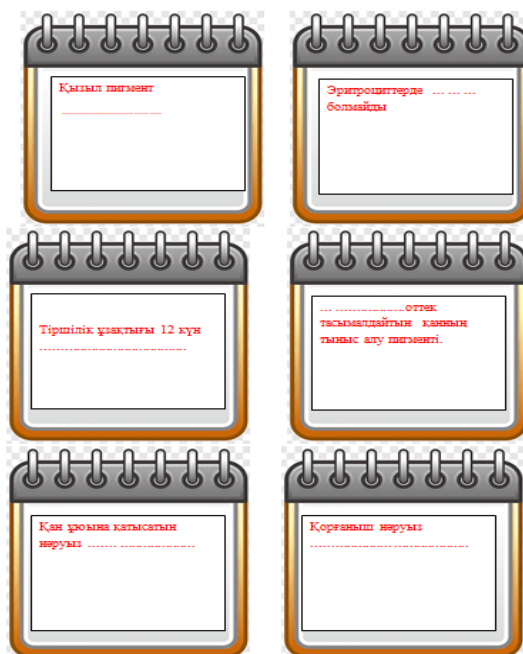 Қызыл пигмент
........................
Эритроциттерде ... ... ...
болмайды
Тіршілік ұзақтығы 12 күн
........................................
... ....................оттек
тасымалдайтын қанның
тыныс алу пигменті.
Қан ұюына қатысатын
нәруыз ....... .....................
Қорғаныш нәруыз
...................... .....................